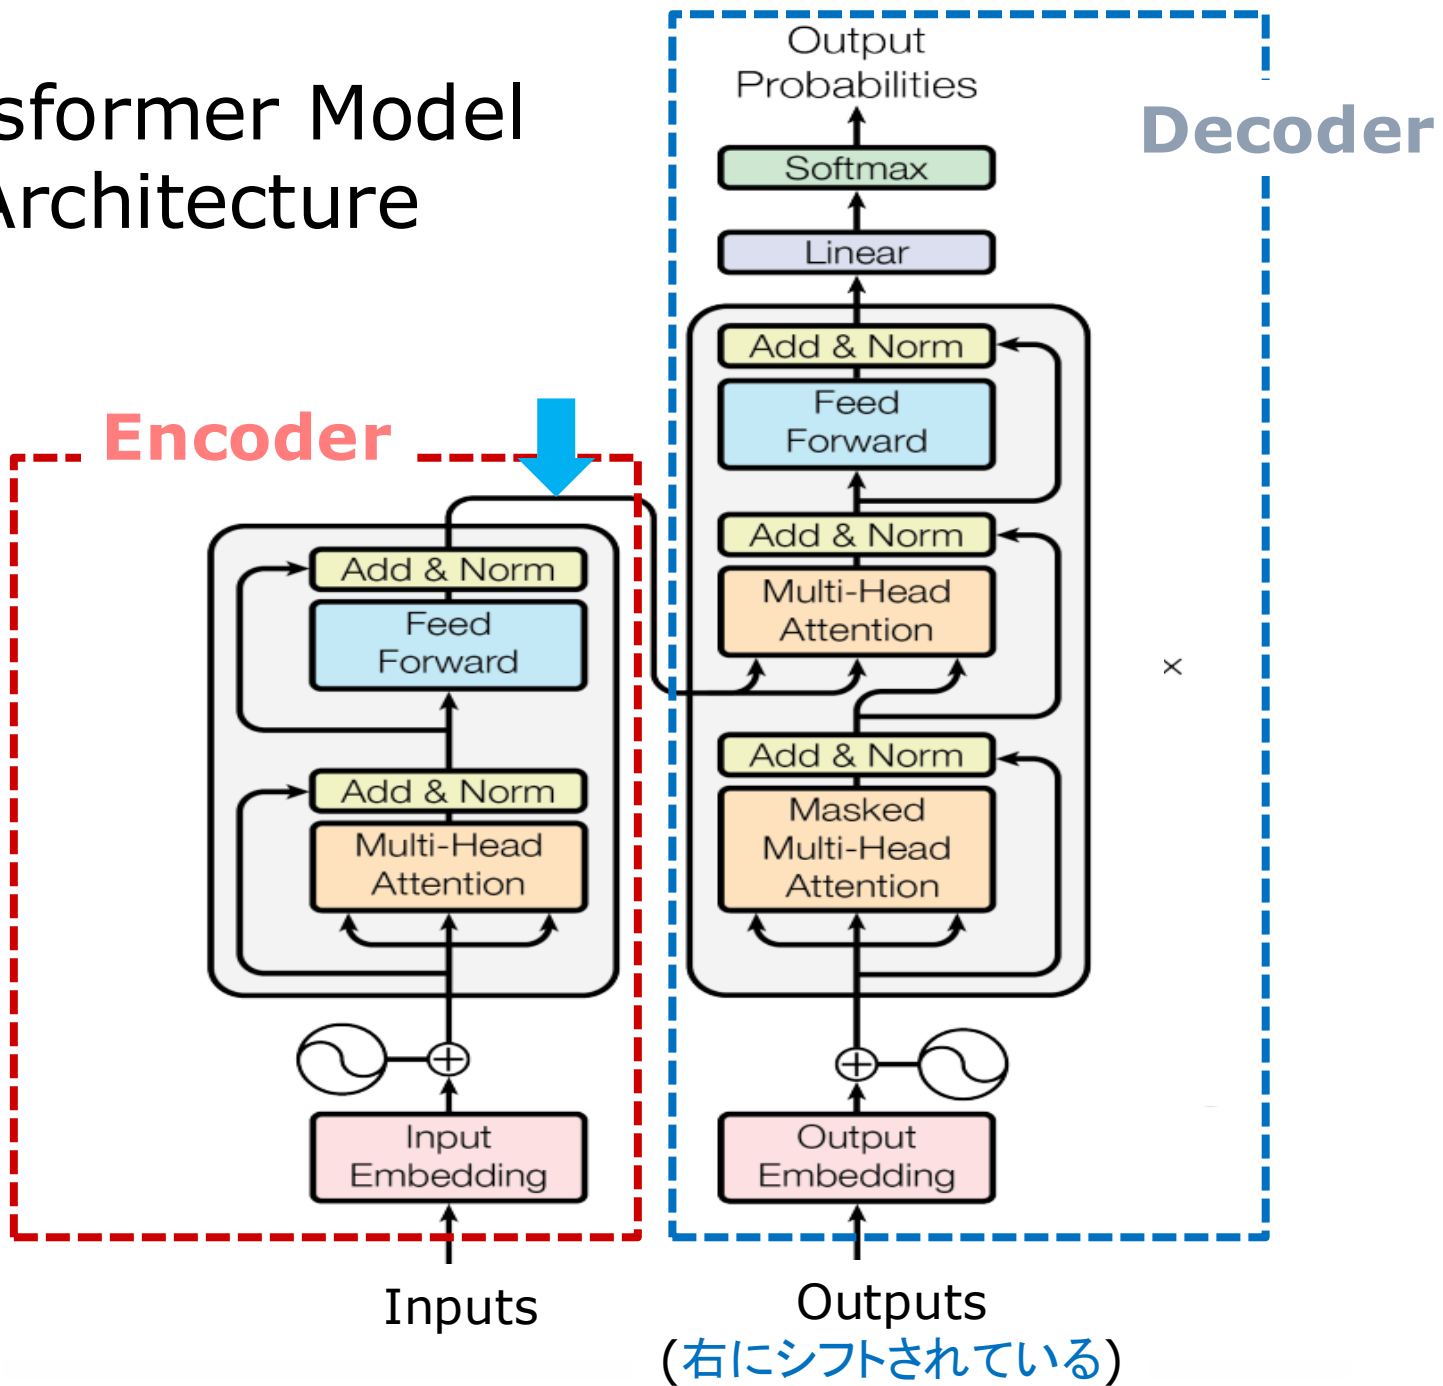 sformer Model
Architecture
Encoder
Add & Norm
Feed
Forward
Add & Norm
Multi-Head
Attention
Input
Embedding
Inputs
Decoder
Output
Probabilities
Softmax
Linear
Add & Norm
Feed
Forward
Add & Norm
Multi-Head
Attention
x
Add & Norm
Masked
Multi-Head
Attention
Output
Embedding
Outputs
(右にシフトされている)